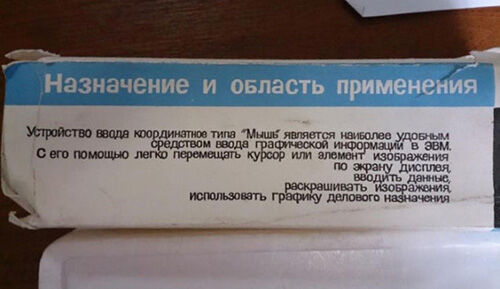 Назначение и область применения
Устройство ввода координатное типа "Мышь" является наиболее удобным
средством ввода графической информации в ЭВМ.
С его помощью легко перемещать курсор или элемент изображения
по экрану дисплея,
вводить данные,
раскрашивать изображения,
использовать графику делового назначения